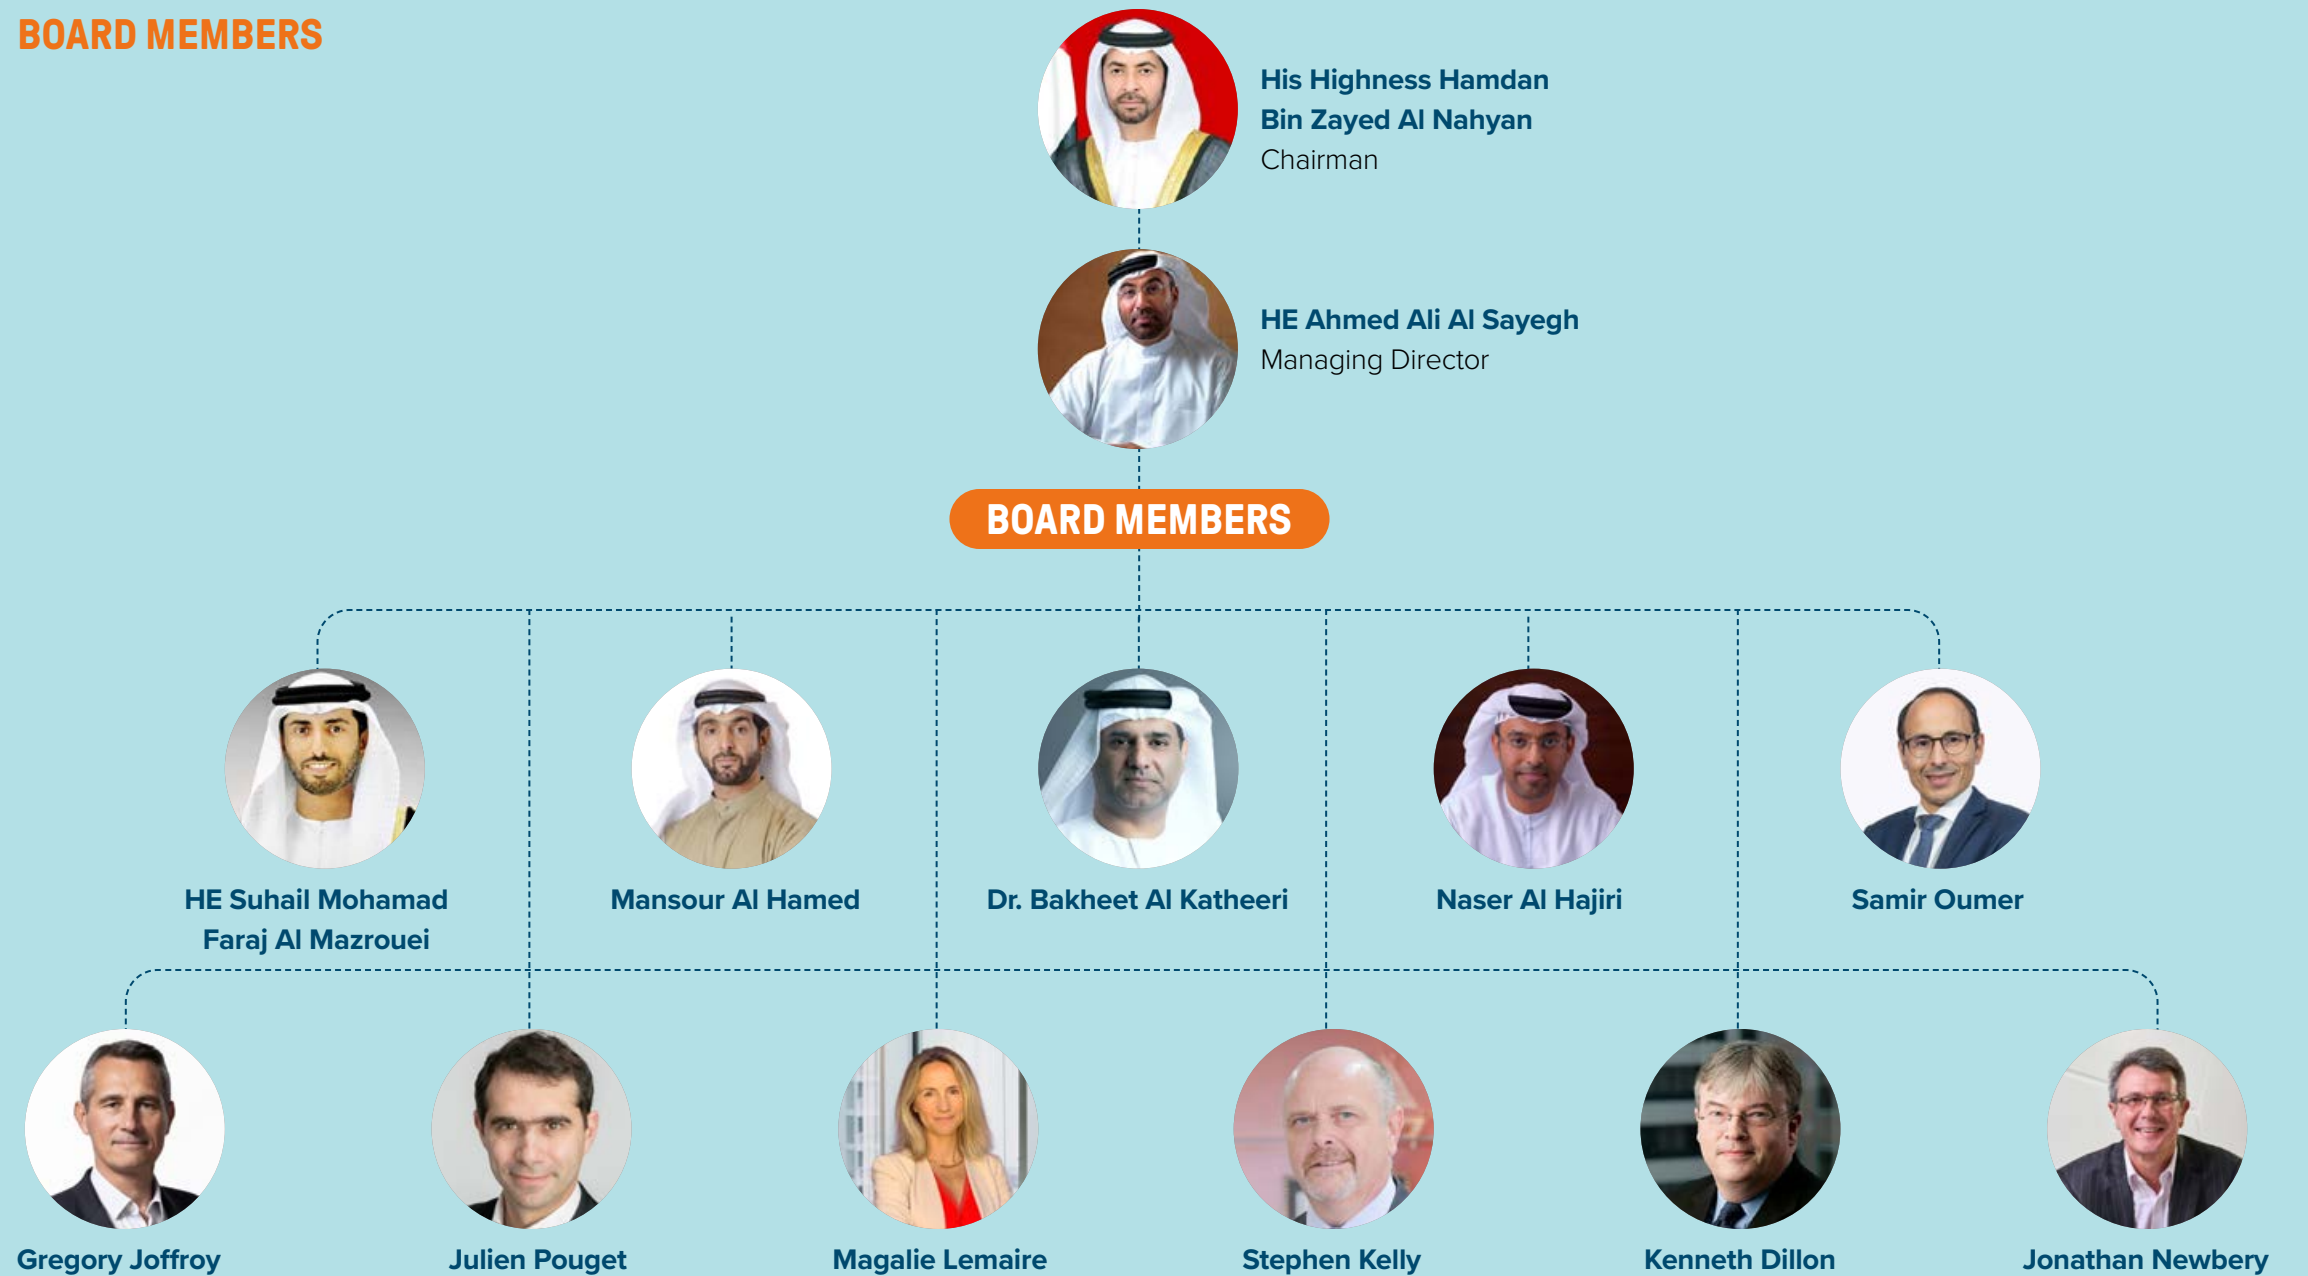 BOARD MEMBERS
His Highness Hamdan
Bin Zayed Al Nahyan
Chairman
HE Ahmed Ali Al Sayegh
Managing Director
BOARD MEMBERS
HE Suhail Mohamad
Faraj Al Mazrouei
Mansour Al Hamed
Dr. Bakheet Al Katheeri
Naser Al Hajiri
Samir Oumer
Gregory Joffroy
Julien Pouget
Magalie Lemaire
Stephen Kelly
Kenneth Dillon
Jonathan Newbery